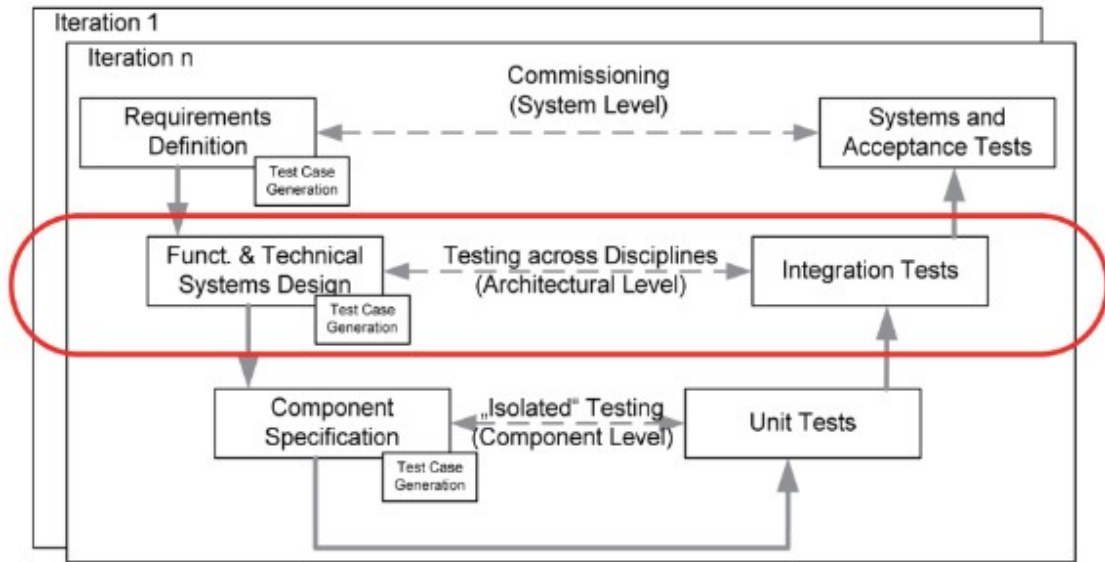 Iteration 1
Iteration n
Commissioning
(System Level)
Requirements
Definition
Systems and
Acceptance Tests
Test Case
Generation
Funct. & Technical
Systems Design
Testing across Disciplines
(Architectural Level)
Integration Tests
Test Case
Generation
Component
Specification
„Isolated“ Testing
(Component Level)
Unit Tests
Test Case
Generation